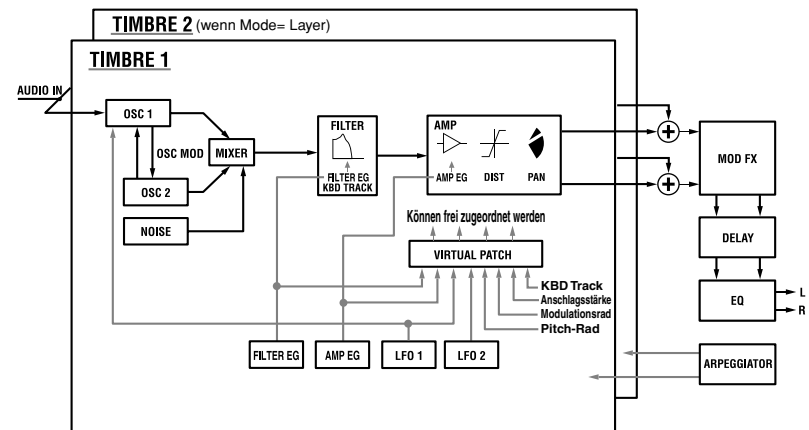 TIMBRE 2 (wenn Mode= Layer)
TIMBRE 1
AUDIO IN
OSC 1
OSC MOD
MIXER
OSC 2
NOISE
FILTER
FILTER EG
KBD TRACK
AMP
AMP EG
DIST
PAN
MOD FX
DELAY
EQ
L
R
Können frei zugeordnet werden
VIRTUAL PATCH
KBD Track
Anschlagsstärke
Modulationsrad
Pitch-Rad
FILTER EG
AMP EG
LFO 1
LFO 2
ARPEGGIATOR